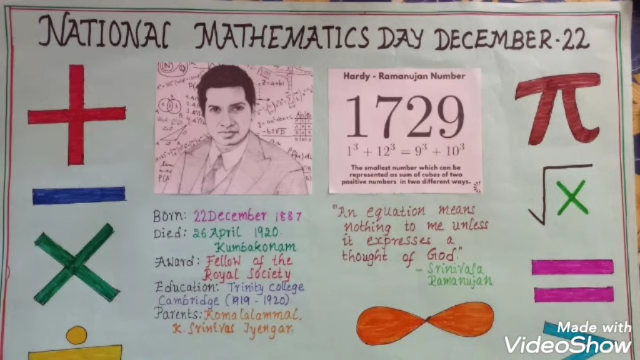 NATIONAL MATHEMATICS DAY DECEMBER-22
Hardy - Ramanujan Number
1729
1³ + 12³ = 9³ + 10³
The smallest number which can be
represented as sum of cubes of two
positive numbers in two different ways.
Born: 22December 1887
Died: 26 April 1920
Kumbakonam
Award: Fellow of the
Royal Society
Education: Trinity College
Cambridge (1919 - 1920)
Parents: Komalalammal,
K. Srinivas Iyengar
"An equation means
nothing to me unless
it expresses a
thought of God."
- Srinivasa
Ramanujan
+
−
×
÷
π
√x
=
Made with
VideoShow